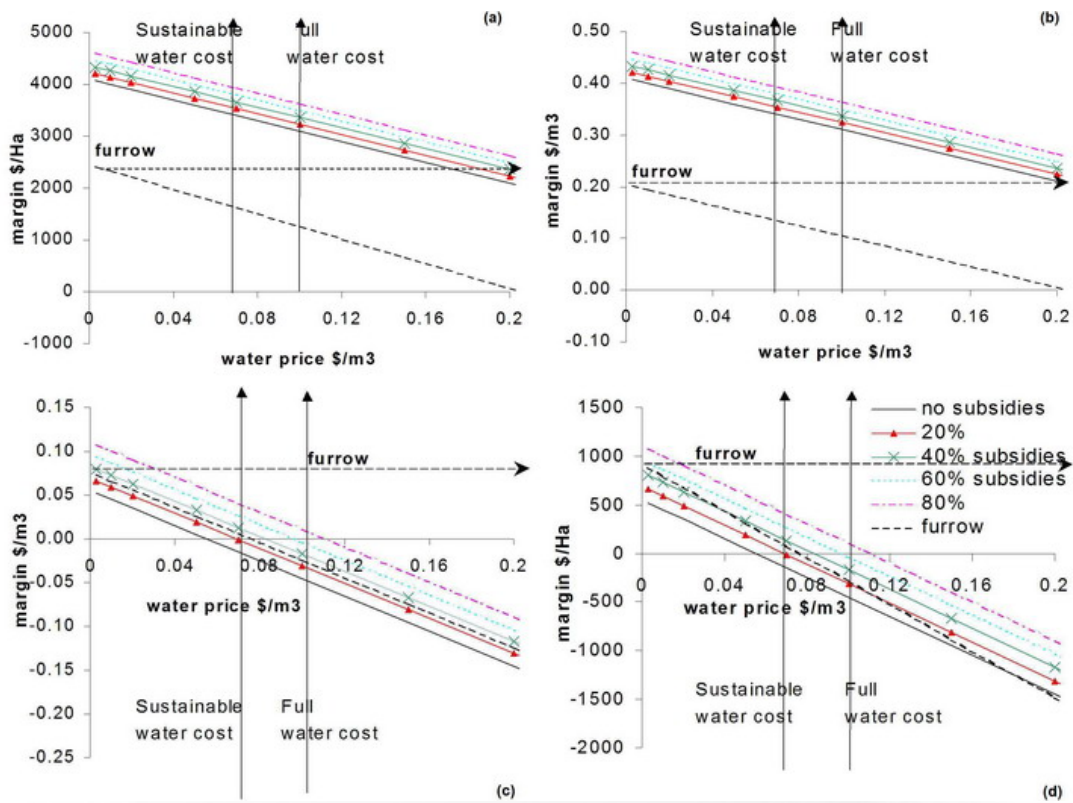 (a)
Sustainable
water cost
Full
water cost
margin $/Ha
5000
4000
3000
2000
1000
0
-1000
furrow
0
0.04
0.08
0.12
0.16
0.2
water price $/m3
(b)
Sustainable
water cost
Full
water cost
margin $/m3
0.50
0.40
0.30
0.20
0.10
0.00
-0.10
furrow
0
0.04
0.08
0.12
0.16
0.2
water price $/m3
margin $/m3
0.15
0.10
0.05
0.00
-0.05
-0.10
-0.15
-0.20
-0.25
furrow
0
0.04
0.08
0.12
0.16
0.2
water price $/m3
Sustainable
water cost
Full
water cost
(c)
margin $/Ha
1500
1000
500
0
-500
-1000
-1500
-2000
furrow
0
0.04
0.08
0.12
0.16
0.2
water price $/m3
no subsidies
20%
40% subsidies
60% subsidies
80%
furrow
Sustainable
water cost
Full
water cost
(d)